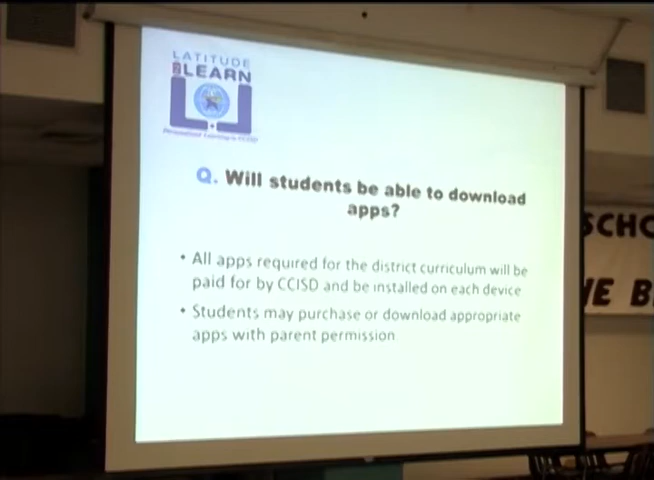 LATITUDE
2LEARN
Q. Will students be able to download
apps?
• All apps required for the district curriculum will be
paid for by CCISD and be installed on each device
• Students may purchase or download appropriate
apps with parent permission
SCHO
E B